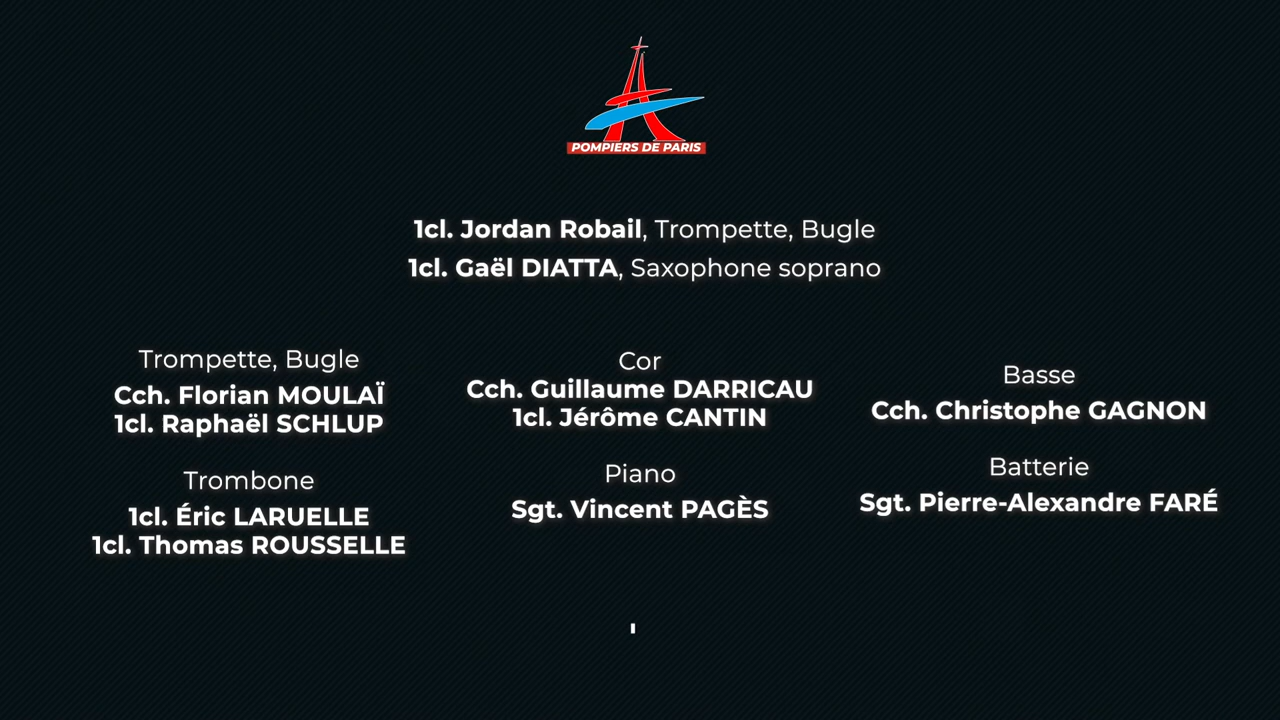 POMPIERS DE PARIS
1cl. Jordan Robail, Trompette, Bugle
1cl. Gaël DIATTA, Saxophone soprano
Trompette, Bugle
Cch. Florian MOULAÏ
1cl. Raphaël SCHLUP
Trombone
1cl. Éric LARUELLE
1cl. Thomas ROUSSELLE
Cor
Cch. Guillaume DARRICAU
1cl. Jérôme CANTIN
Piano
Sgt. Vincent PAGÈS
Basse
Cch. Christophe GAGNON
Batterie
Sgt. Pierre-Alexandre FARÉ